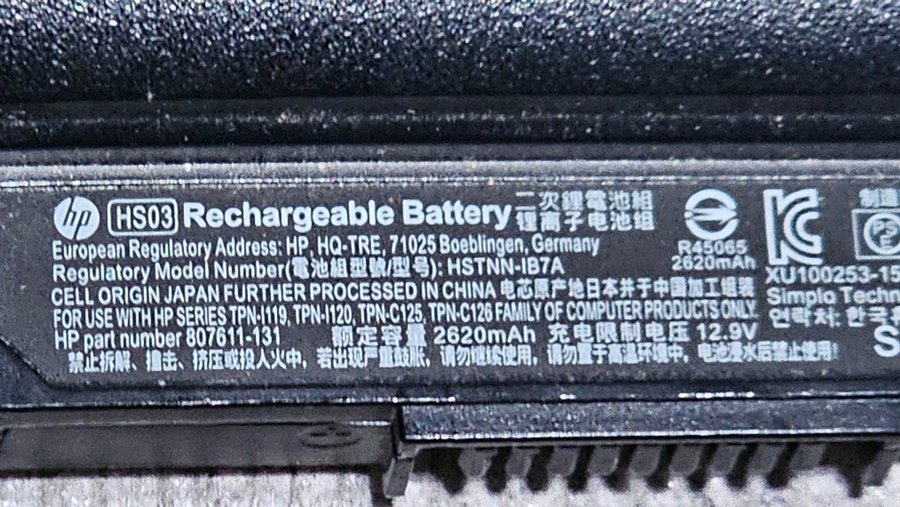 hp HS03 Rechargeable Battery 二次鋰電池組
锂离子电池组
European Regulatory Address: HP, HQ-TRE, 71025 Boeblingen, Germany
Regulatory Model Number(電池組型號/型号): HSTNN-IB7A
CELL ORIGIN JAPAN FURTHER PROCESSED IN CHINA 电芯原产地日本并于中国加工组装
FOR USE WITH HP SERIES TPN-I119, TPN-I120, TPN-C125, TPN-C126 FAMILY OF COMPUTER PRODUCTS ONLY.
HP part number 807611-131 额定容量 2620mAh 充电限制电压 12.9V
禁止拆解、撞击、挤压或投入火中，若出现严重鼓胀，请勿继续使用，请勿置于高温环境中，电池浸水后禁止使用!
R45065
2620mAh
KC
XU100253-15
Simplo Techn
연락처: 한국
制造
PS
E
S